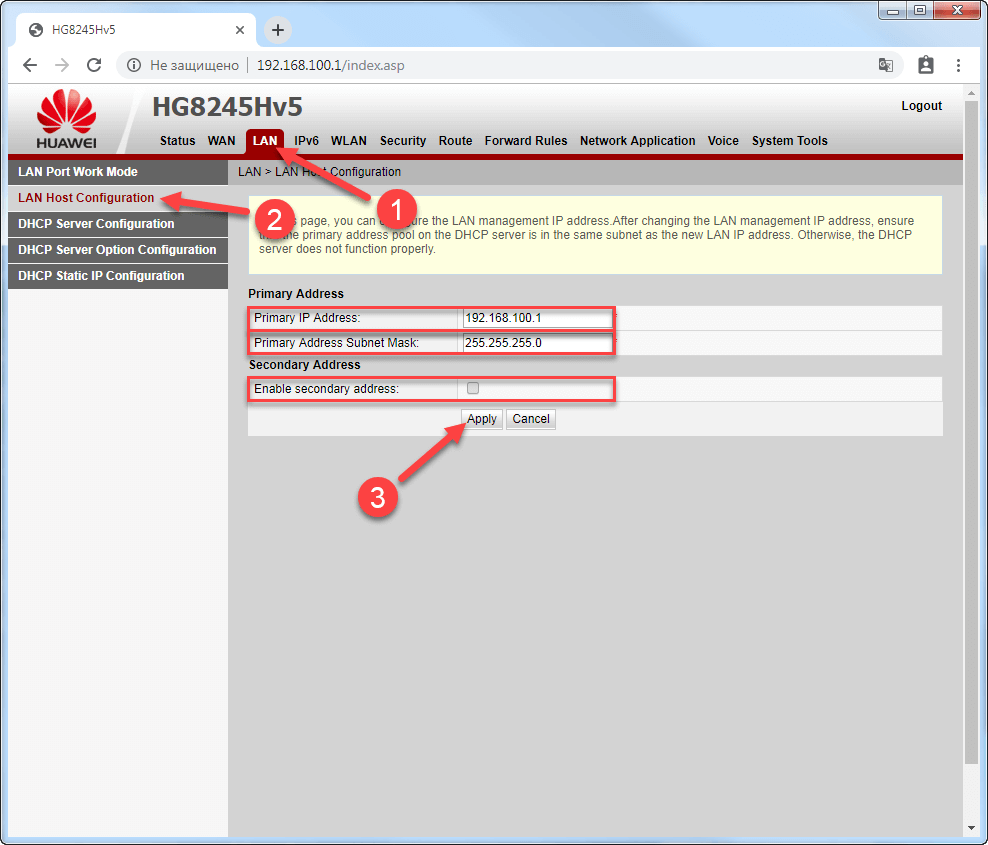 HG8245Hv5
Не защищено 192.168.100.1/index.asp
HUAWEI
HG8245Hv5
Logout
Status WAN LAN IPv6 WLAN Security Route Forward Rules Network Application Voice System Tools
LAN Port Work Mode
LAN Host Configuration
DHCP Server Configuration
DHCP Server Option Configuration
DHCP Static IP Configuration
LAN > LAN Host Configuration
1
2
page, you can the LAN management IP address.After changing the LAN management IP address, ensure
the primary address pool on the DHCP server is in the same subnet as the new LAN IP address. Otherwise, the DHCP
server does not function properly.
Primary Address
Primary IP Address: 192.168.100.1
Primary Address Subnet Mask: 255.255.255.0
Secondary Address
Enable secondary address:
Apply Cancel
3